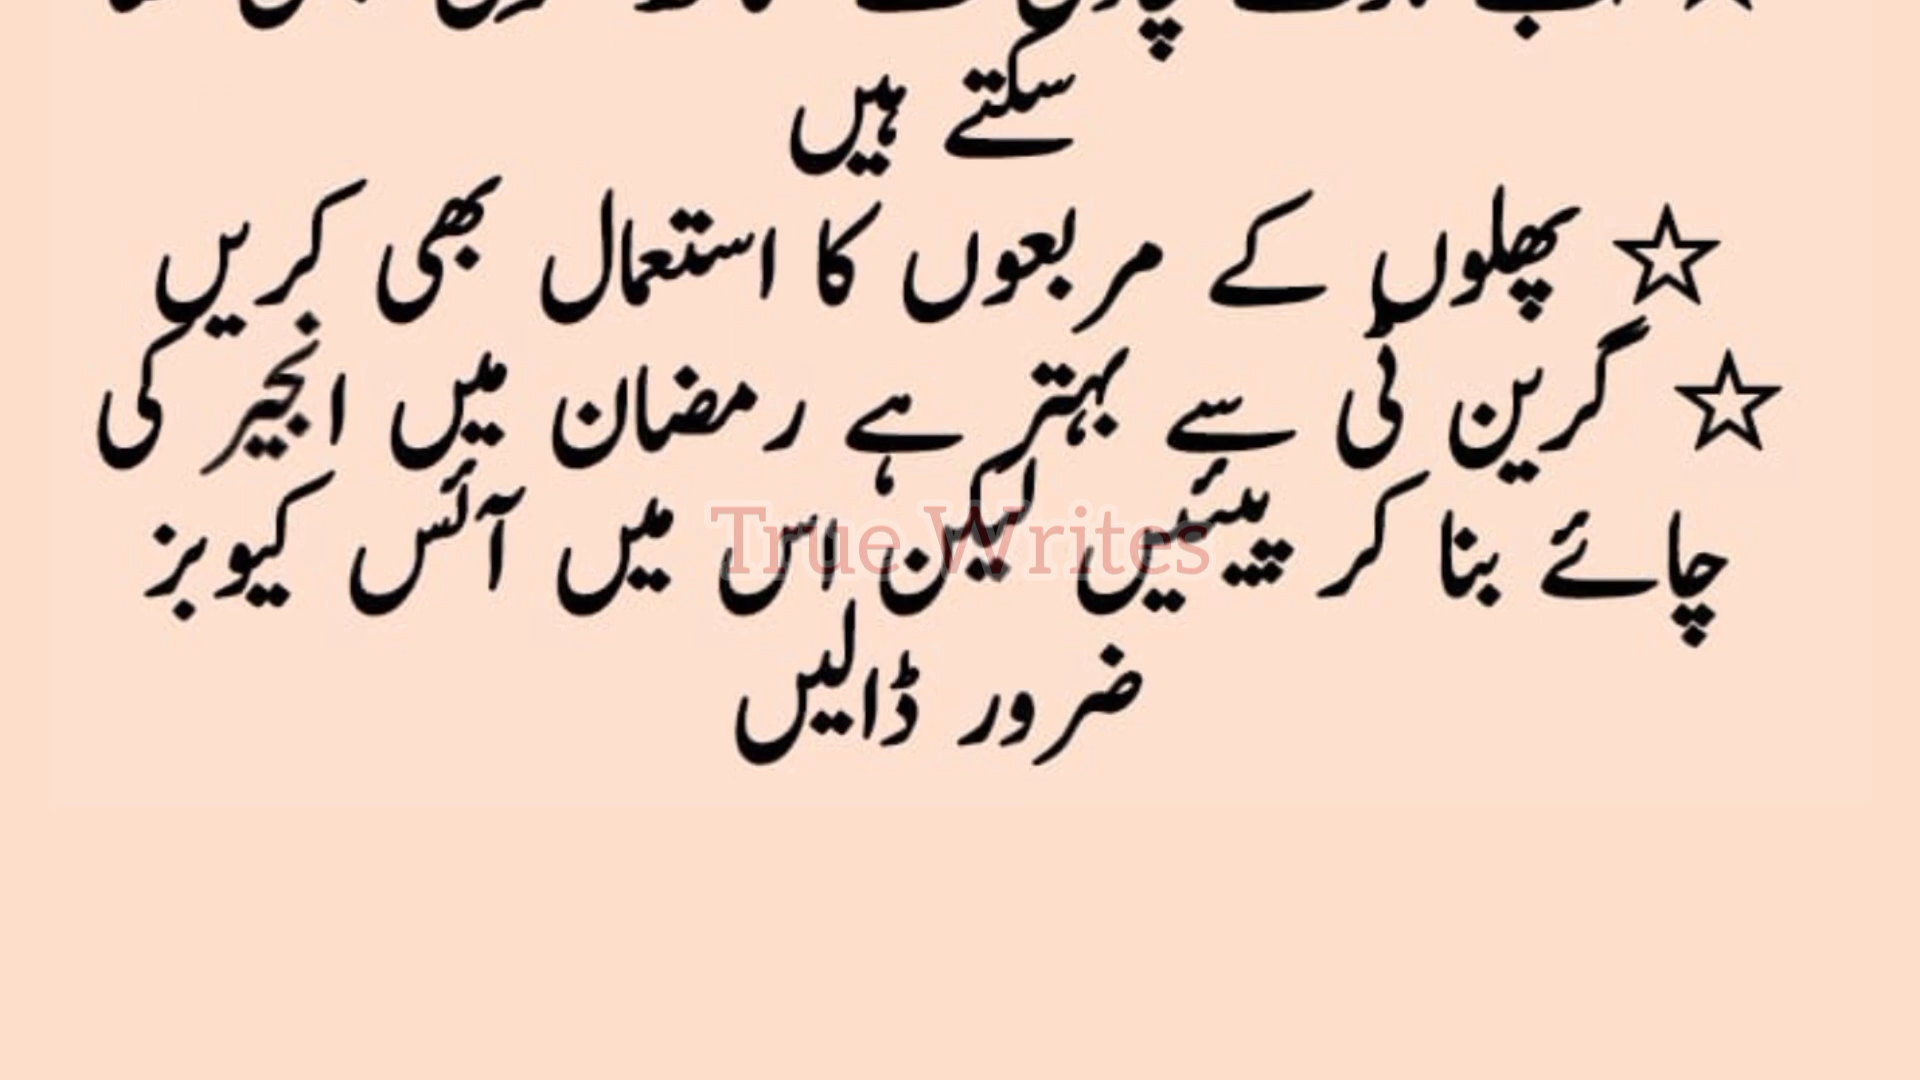 سکتے ہیں
☆ پھلوں کے مربعوں کا استعمال بھی کریں
☆ گرین ٹی سے بہتر ہے رمضان میں انجیر کی
چائے بنا کر پیئیں لیکن اس میں آئس کیوبز
ضرور ڈالیں
True Writes